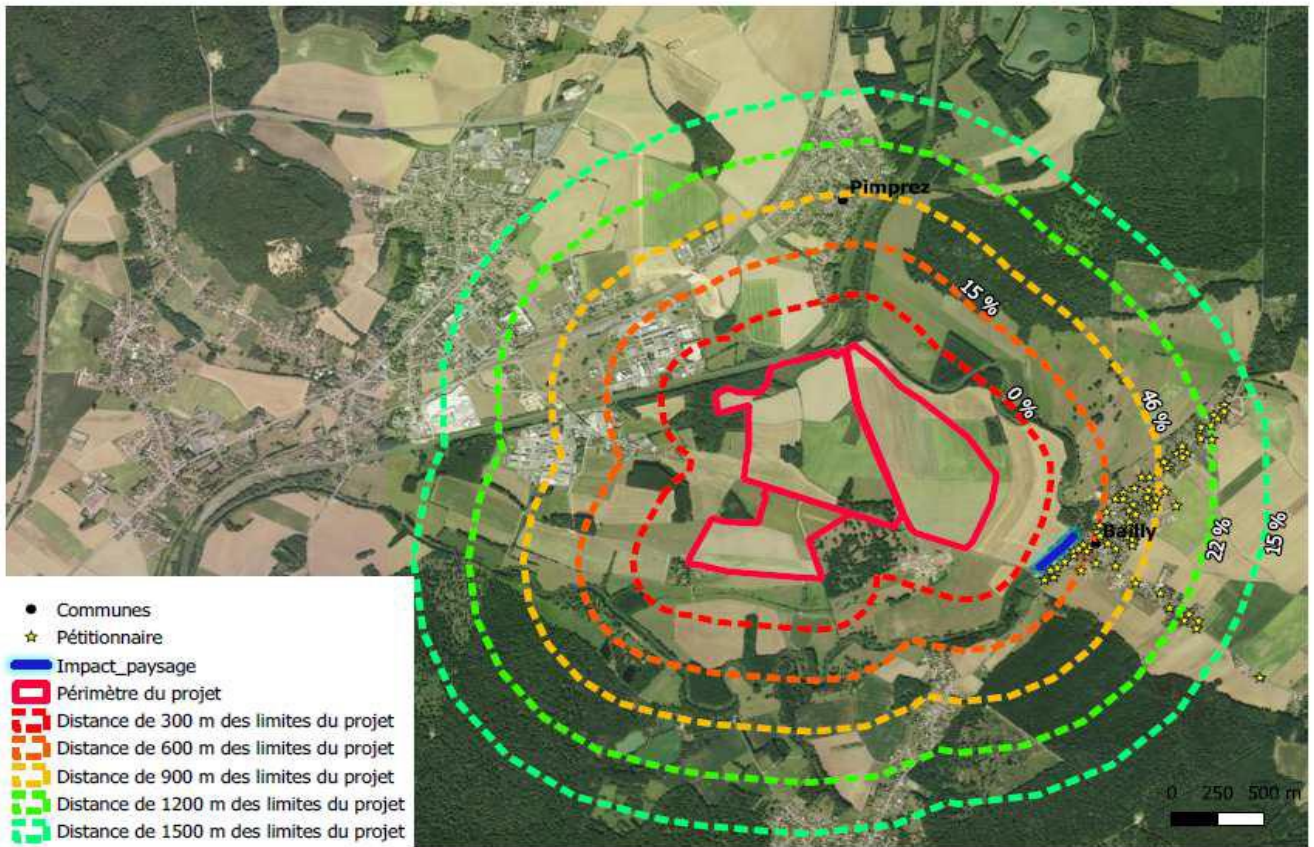 Pimprez
15 %
0 %
46 %
Bailly
22 %
15 %
Communes
Pétitionnaire
Impact_paysage
Périmètre du projet
Distance de 300 m des limites du projet
Distance de 600 m des limites du projet
Distance de 900 m des limites du projet
Distance de 1200 m des limites du projet
Distance de 1500 m des limites du projet
0 250 500 m